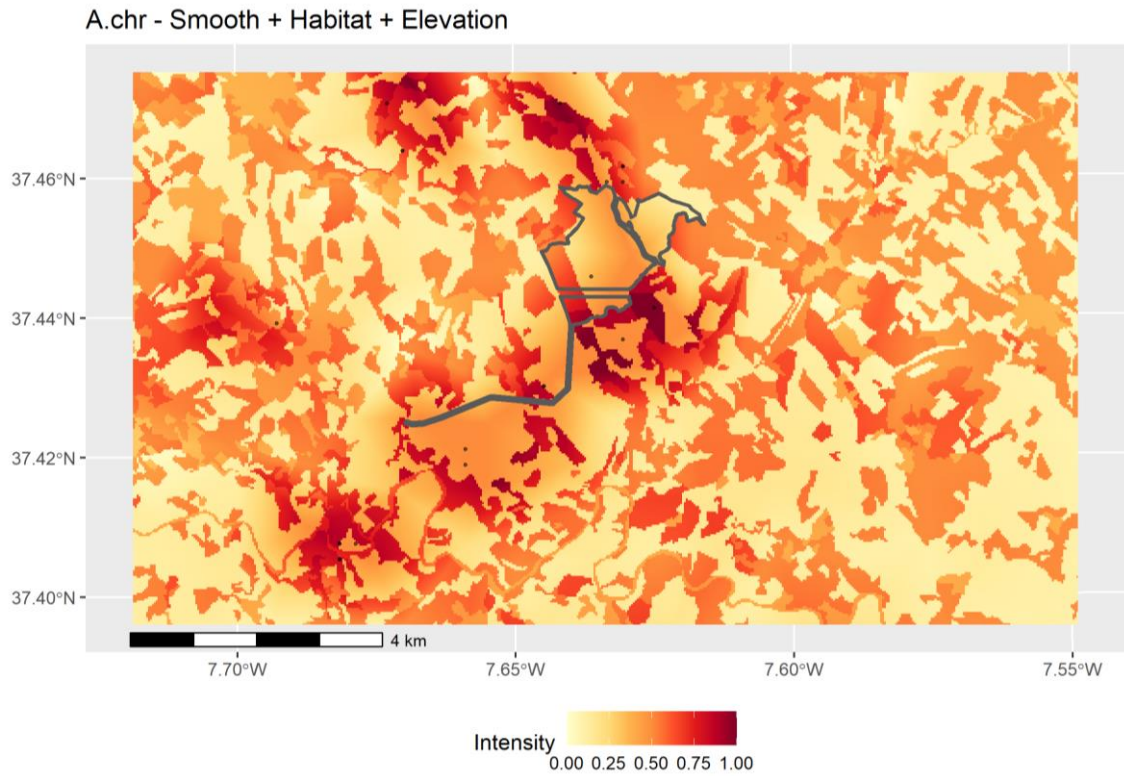 A.chr - Smooth + Habitat + Elevation
37.46°N
37.44°N
37.42°N
37.40°N
4 km
7.70°W
7.65°W
7.60°W
7.55°W
Intensity
0.00 0.25 0.50 0.75 1.00